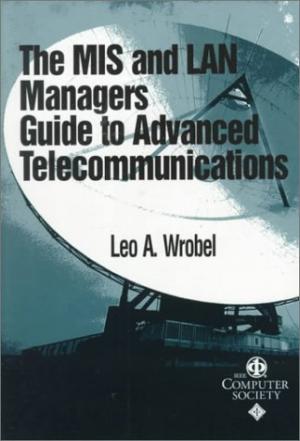 The MIS and LAN
Managers
Guide to Advanced
Telecommunications
Leo A. Wrobel
IEEE
COMPUTER
SOCIETY